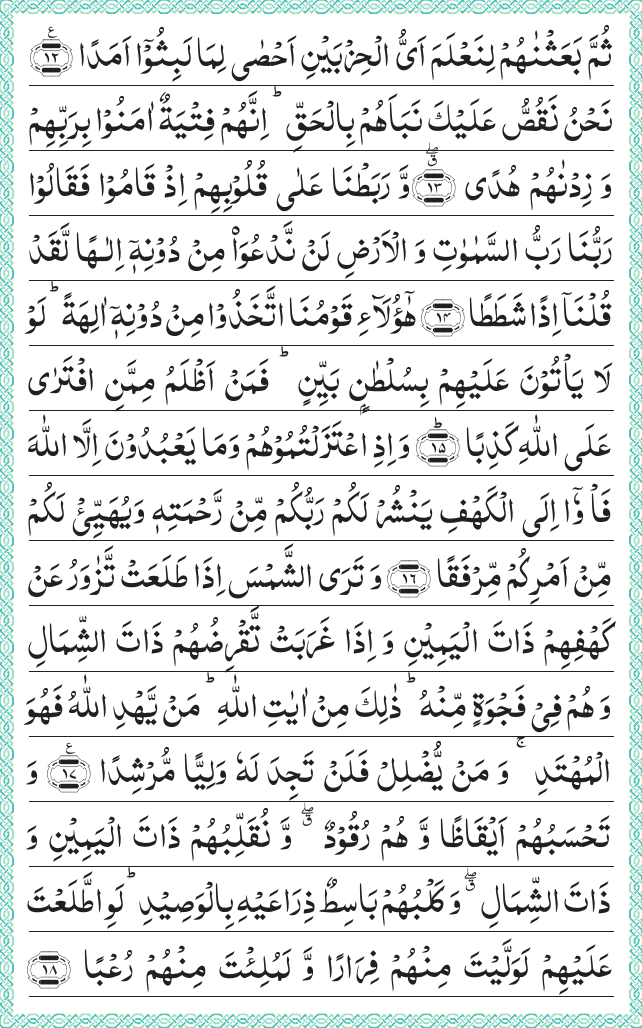 ثُمَّ بَعَثْنٰهُمْ لِنَعْلَمَ اَیُّ الْحِزْبَیْنِ اَحْصٰی لِمَا لَبِثُوْۤا اَمَدًا ﴿۱۲﴾ ع
نَحْنُ نَقُصُّ عَلَیْكَ نَبَاَهُمْ بِالْحَقِّ ؕ اِنَّهُمْ فِتْیَةٌ اٰمَنُوْا بِرَبِّهِمْ
وَ زِدْنٰهُمْ هُدًی ﴿۱۳﴾ۖق وَّ رَبَطْنَا عَلٰی قُلُوْبِهِمْ اِذْ قَامُوْا فَقَالُوْا
رَبُّنَا رَبُّ السَّمٰوٰتِ وَ الْاَرْضِ لَنْ نَّدْعُوَا۠ مِنْ دُوْنِهٖۤ اِلٰـهًا لَّقَدْ
قُلْنَاۤ اِذًا شَطَطًا ﴿۱۴﴾ هٰۤؤُلَآءِ قَوْمُنَا اتَّخَذُوْا مِنْ دُوْنِهٖۤ اٰلِهَةً ؕ لَوْ
لَا یَاْتُوْنَ عَلَیْهِمْ بِسُلْطٰنٍۭ بَیِّنٍ ؕ فَمَنْ اَظْلَمُ مِمَّنِ افْتَرٰی
عَلَی اللّٰهِ كَذِبًا ﴿۱۵﴾ؕ وَ اِذِ اعْتَزَلْتُمُوْهُمْ وَمَا یَعْبُدُوْنَ اِلَّا اللّٰهَ
فَاْ وٗۤا اِلَی الْكَهْفِ یَنْشُرْ لَكُمْ رَبُّكُمْ مِّنْ رَّحْمَتِهٖ وَیُهَیِّئْ لَكُمْ
مِّنْ اَمْرِكُمْ مِّرْفَقًا ﴿۱۶﴾ وَ تَرَی الشَّمْسَ اِذَا طَلَعَتْ تَّزٰوَرُ عَنْ
كَهْفِهِمْ ذَاتَ الْیَمِیْنِ وَ اِذَا غَرَبَتْ تَّقْرِضُهُمْ ذَاتَ الشِّمَالِ
وَ هُمْ فِیْ فَجْوَةٍ مِّنْهُ ؕ ذٰلِكَ مِنْ اٰیٰتِ اللّٰهِ ؕ مَنْ یَّهْدِ اللّٰهُ فَهُوَ
الْمُهْتَدِ ۚ وَ مَنْ یُّضْلِلْ فَلَنْ تَجِدَ لَهٗ وَلِیًّا مُّرْشِدًا ﴿۱۷﴾ ع وَ
تَحْسَبُهُمْ اَیْقَاظًا وَّ هُمْ رُقُوْدٌ ۖق وَّ نُقَلِّبُهُمْ ذَاتَ الْیَمِیْنِ وَ
ذَاتَ الشِّمَالِ ۖق وَ كَلْبُهُمْ بَاسِطٌ ذِرَاعَیْهِ بِالْوَصِیْدِ ؕ لَوِ اطَّلَعْتَ
عَلَیْهِمْ لَوَلَّیْتَ مِنْهُمْ فِرَارًا وَّ لَمُلِئْتَ مِنْهُمْ رُعْبًا ﴿۱۸﴾